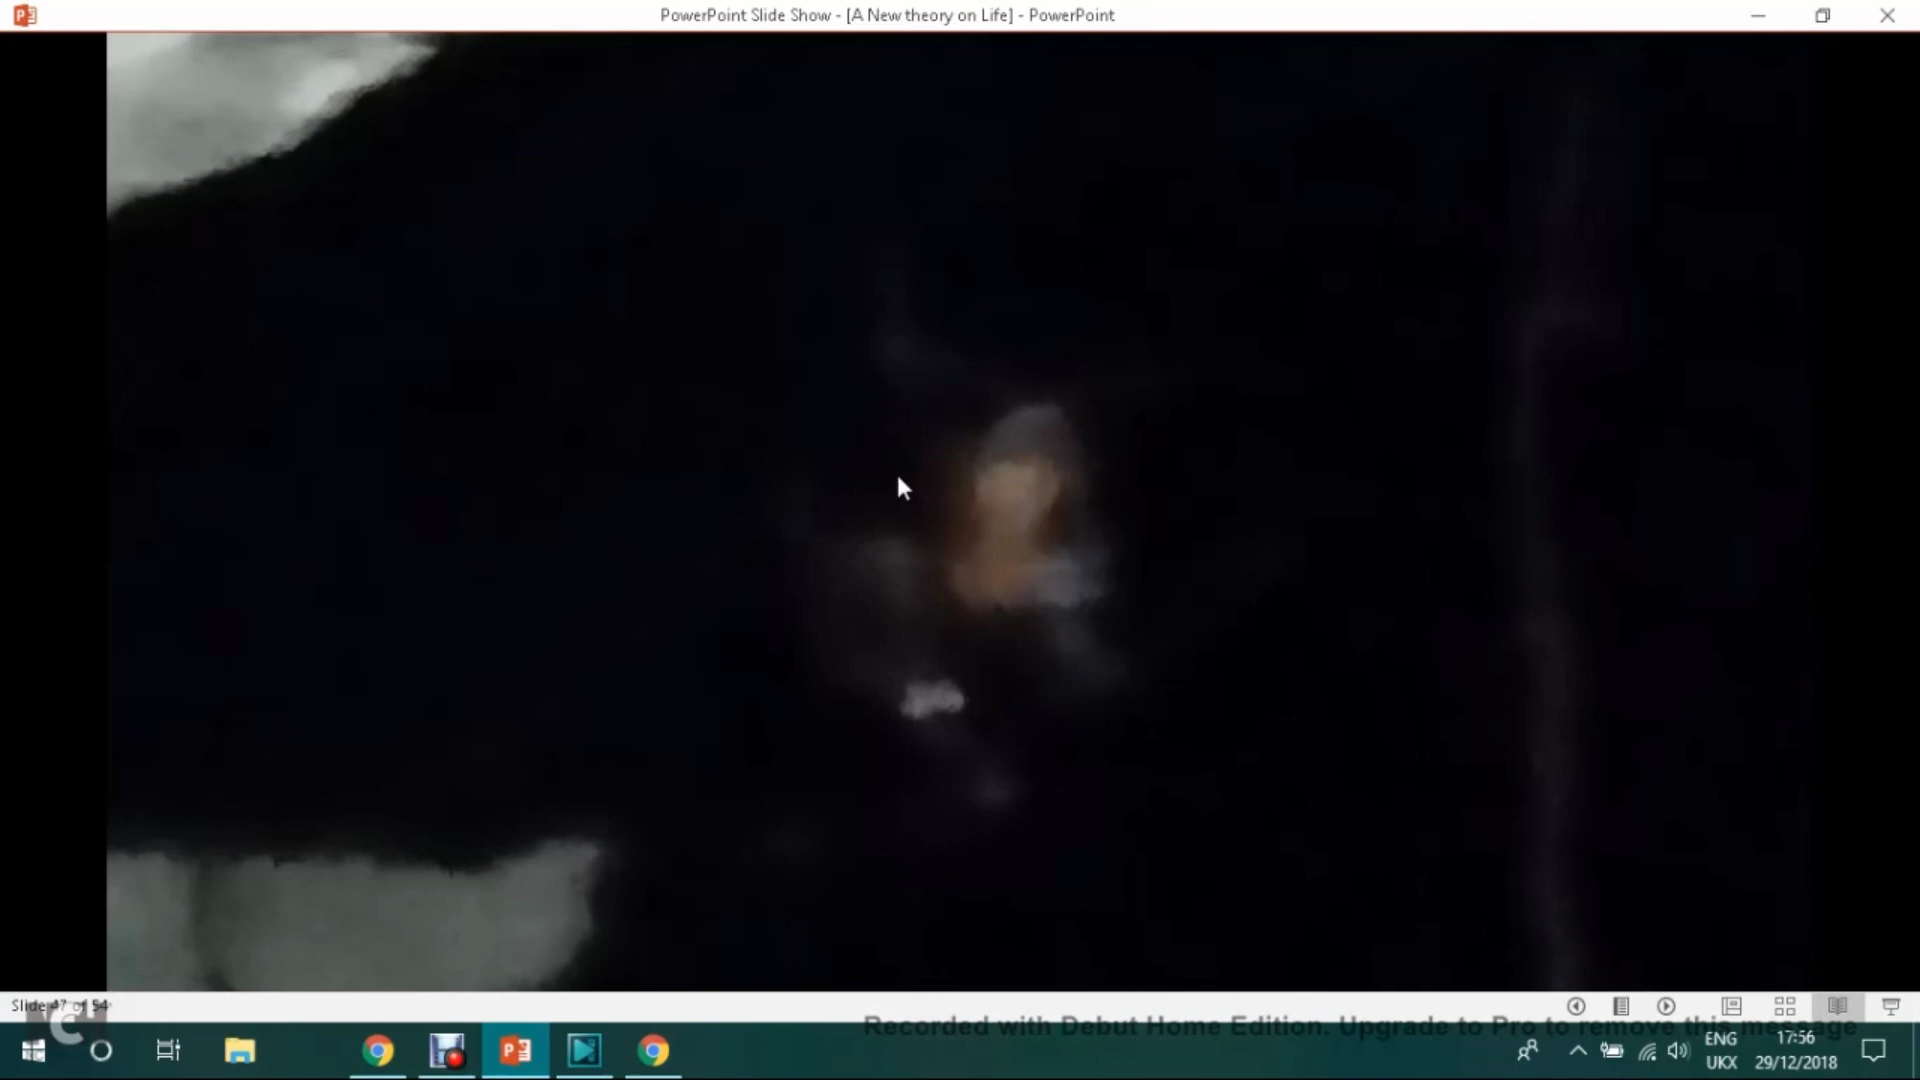 PowerPoint Slide Show - [A New theory on Life] - PowerPoint
Slide 47 of 54
Recorded with Debut Home Edition. Upgrade to Pro to remove this message
ENG
UKX
17:56
29/12/2018